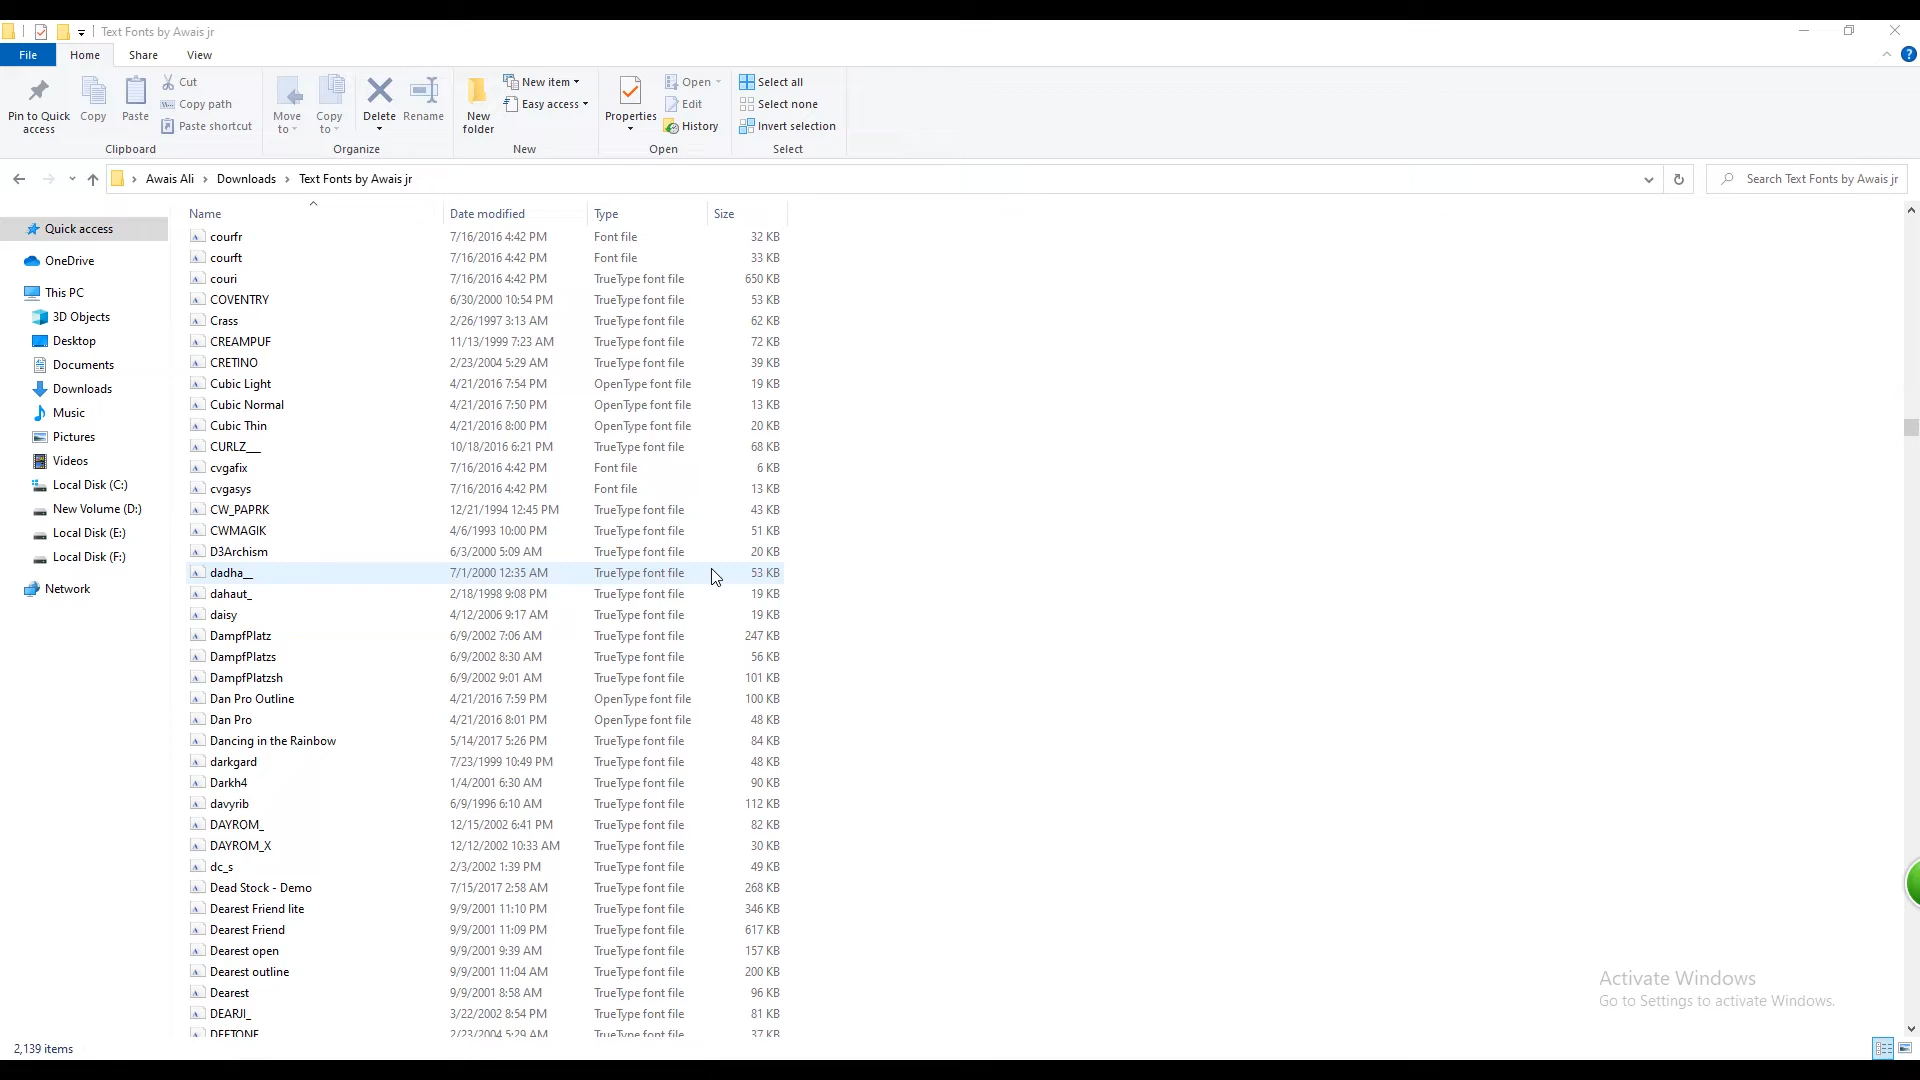 Text Fonts by Awais jr
File Home Share View
Pin to Quick access
Copy
Paste
Cut
Copy path
Paste shortcut
Clipboard
Move to
Copy to
Delete
Rename
Organize
New folder
New item
Easy access
New
Properties
Open
Edit
History
Open
Select all
Select none
Invert selection
Select
Awais Ali > Downloads > Text Fonts by Awais jr
Search Text Fonts by Awais jr
Quick access
OneDrive
This PC
3D Objects
Desktop
Documents
Downloads
Music
Pictures
Videos
Local Disk (C:)
New Volume (D:)
Local Disk (E:)
Local Disk (F:)
Network
Name Date modified Type Size
courfr 7/16/2016 4:42 PM Font file 32 KB
courft 7/16/2016 4:42 PM Font file 33 KB
couri 7/16/2016 4:42 PM TrueType font file 650 KB
COVENTRY 6/30/2000 10:54 PM TrueType font file 53 KB
Crass 2/26/1997 3:13 AM TrueType font file 62 KB
CREAMPUF 11/13/1999 7:23 AM TrueType font file 72 KB
CRETINO 2/23/2004 5:29 AM TrueType font file 39 KB
Cubic Light 4/21/2016 7:54 PM OpenType font file 19 KB
Cubic Normal 4/21/2016 7:50 PM OpenType font file 13 KB
Cubic Thin 4/21/2016 8:00 PM OpenType font file 20 KB
CURLZ___ 10/18/2016 6:21 PM TrueType font file 68 KB
cvgafix 7/16/2016 4:42 PM Font file 6 KB
cvgasys 7/16/2016 4:42 PM Font file 13 KB
CW_PAPRK 12/21/1994 12:45 PM TrueType font file 43 KB
CWMAGIK 4/6/1993 10:00 PM TrueType font file 51 KB
D3Archism 6/3/2000 5:09 AM TrueType font file 20 KB
dadha__ 7/1/2000 12:35 AM TrueType font file 53 KB
dahaut_ 2/18/1998 9:08 PM TrueType font file 19 KB
daisy 4/12/2006 9:17 AM TrueType font file 19 KB
DampfPlatz 6/9/2002 7:06 AM TrueType font file 247 KB
DampfPlatzs 6/9/2002 8:30 AM TrueType font file 56 KB
DampfPlatzsh 6/9/2002 9:01 AM TrueType font file 101 KB
Dan Pro Outline 4/21/2016 7:59 PM OpenType font file 100 KB
Dan Pro 4/21/2016 8:01 PM OpenType font file 48 KB
Dancing in the Rainbow 5/14/2017 5:26 PM TrueType font file 84 KB
darkgard 7/23/1999 10:49 PM TrueType font file 48 KB
Darkh4 1/4/2001 6:30 AM TrueType font file 90 KB
davyrib 6/9/1996 6:10 AM TrueType font file 112 KB
DAYROM_ 12/15/2002 6:41 PM TrueType font file 82 KB
DAYROM_X 12/12/2002 10:33 AM TrueType font file 30 KB
dc_s 2/3/2002 1:39 PM TrueType font file 49 KB
Dead Stock - Demo 7/15/2017 2:58 AM TrueType font file 268 KB
Dearest Friend lite 9/9/2001 11:10 PM TrueType font file 346 KB
Dearest Friend 9/9/2001 11:09 PM TrueType font file 617 KB
Dearest open 9/9/2001 9:39 AM TrueType font file 157 KB
Dearest outline 9/9/2001 11:04 AM TrueType font file 200 KB
Dearest 9/9/2001 8:58 AM TrueType font file 96 KB
DEARJI_ 3/22/2002 8:54 PM TrueType font file 81 KB
DEETONE 2/23/2004 5:29 AM TrueType font file 37 KB
Activate Windows
Go to Settings to activate Windows.
2,139 items